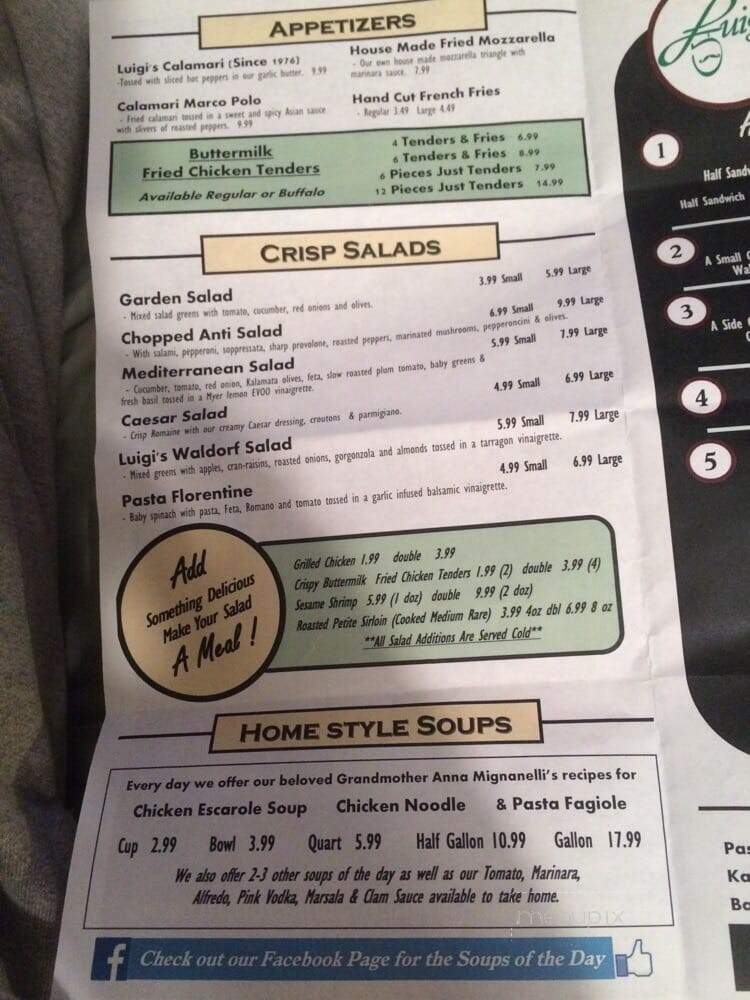 APPETIZERS
Luigi's Calamari (Since 1976)
-Tossed with sliced hot peppers in our garlic butter. 9.99
House Made Fried Mozzarella
- Our own house made mozzarella triangle with
marinara sauce. 7.99
Calamari Marco Polo
- Fried calamari tossed in a sweet and spicy Asian sauce
with slivers of roasted peppers. 9.99
Hand Cut French Fries
- Regular 3.49 Large 4.49
Buttermilk
Fried Chicken Tenders
Available Regular or Buffalo
4 Tenders & Fries 6.99
6 Tenders & Fries 8.99
6 Pieces Just Tenders 7.99
12 Pieces Just Tenders 14.99
CRISP SALADS
Garden Salad 3.99 Small 5.99 Large
- Mixed salad greens with tomato, cucumber, red onions and olives.
Chopped Anti Salad 6.99 Small 9.99 Large
- With salami, pepperoni, soppressata, sharp provolone, roasted peppers, marinated mushrooms, pepperoncini & olives.
Mediterranean Salad 5.99 Small 7.99 Large
- Cucumber, tomato, red onion, Kalamata olives, feta, slow roasted plum tomato, baby greens &
fresh basil tossed in a Myer lemon EVOO vinaigrette.
Caesar Salad 4.99 Small 6.99 Large
- Crisp Romaine with our creamy Caesar dressing, croutons & parmigiano.
Luigi's Waldorf Salad 5.99 Small 7.99 Large
- Mixed greens with apples, cran-raisins, roasted onions, gorgonzola and almonds tossed in a tarragon vinaigrette.
Pasta Florentine 4.99 Small 6.99 Large
- Baby spinach with pasta, Feta, Romano and tomato tossed in a garlic infused balsamic vinaigrette.
Add
Something Delicious
Make Your Salad
A Meal !
Grilled Chicken 1.99 double 3.99
Crispy Buttermilk Fried Chicken Tenders 1.99 (2) double 3.99 (4)
Sesame Shrimp 5.99 (1 doz) double 9.99 (2 doz)
Roasted Petite Sirloin (Cooked Medium Rare) 3.99 4oz dbl 6.99 8 oz
**All Salad Additions Are Served Cold**
HOME STYLE SOUPS
Every day we offer our beloved Grandmother Anna Mignanelli's recipes for
Chicken Escarole Soup Chicken Noodle & Pasta Fagiole
Cup 2.99 Bowl 3.99 Quart 5.99 Half Gallon 10.99 Gallon 17.99
We also offer 2-3 other soups of the day as well as our Tomato, Marinara,
Alfredo, Pink Vodka, Marsala & Clam Sauce available to take home.
menupix
f Check out our Facebook Page for the Soups of the Day
Luig
1
Half Sandw
Half Sandwich
2
A Small
Wa
3
A Side
4
5
Pas
Ka
Ba